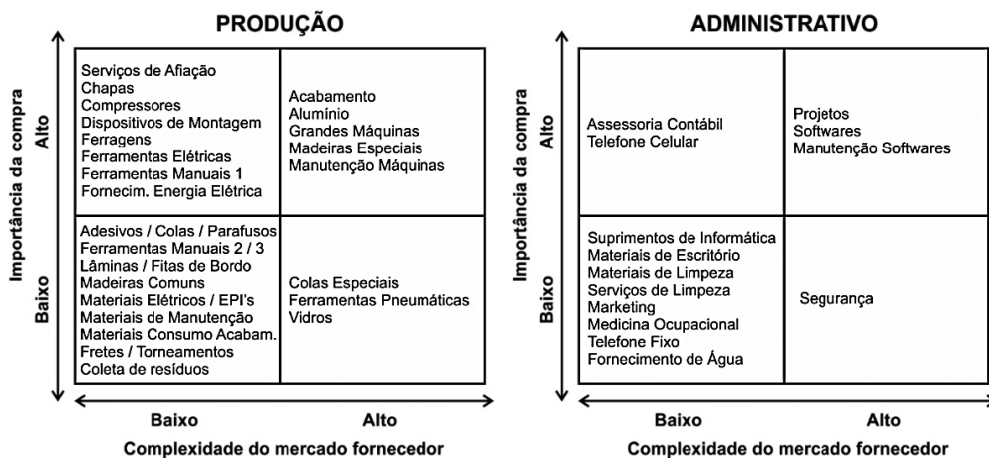 PRODUÇÃO
Importância da compra
Alto
Baixo
Serviços de Afiação
Chapas
Compressores
Dispositivos de Montagem
Ferragens
Ferramentas Elétricas
Ferramentas Manuais 1
Fornecim. Energia Elétrica
Acabamento
Alumínio
Grandes Máquinas
Madeiras Especiais
Manutenção Máquinas
Adesivos / Colas / Parafusos
Ferramentas Manuais 2 / 3
Lâminas / Fitas de Bordo
Madeiras Comuns
Materiais Elétricos / EPI's
Materiais de Manutenção
Materiais Consumo Acabam.
Fretes / Torneamentos
Coleta de resíduos
Colas Especiais
Ferramentas Pneumáticas
Vidros
Baixo
Alto
Complexidade do mercado fornecedor
ADMINISTRATIVO
Importância da compra
Alto
Baixo
Assessoria Contábil
Telefone Celular
Projetos
Softwares
Manutenção Softwares
Suprimentos de Informática
Materiais de Escritório
Materiais de Limpeza
Serviços de Limpeza
Marketing
Medicina Ocupacional
Telefone Fixo
Fornecimento de Água
Segurança
Baixo
Alto
Complexidade do mercado fornecedor